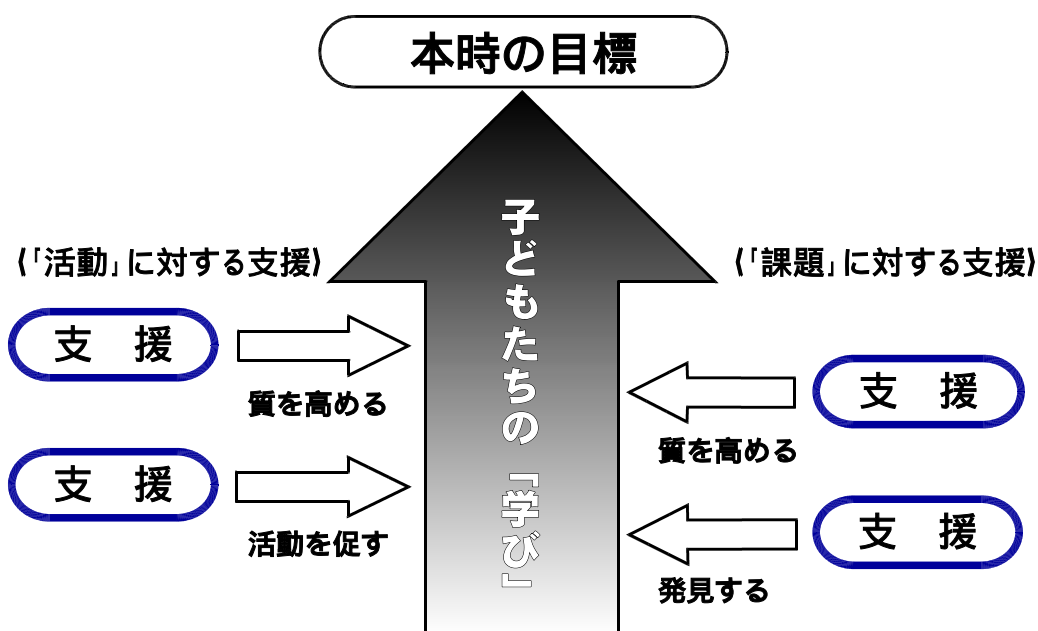 本時の目標
子どもたちの「学び」
〈「活動」に対する支援〉
支　援
質を高める
支　援
活動を促す
〈「課題」に対する支援〉
支　援
質を高める
支　援
発見する